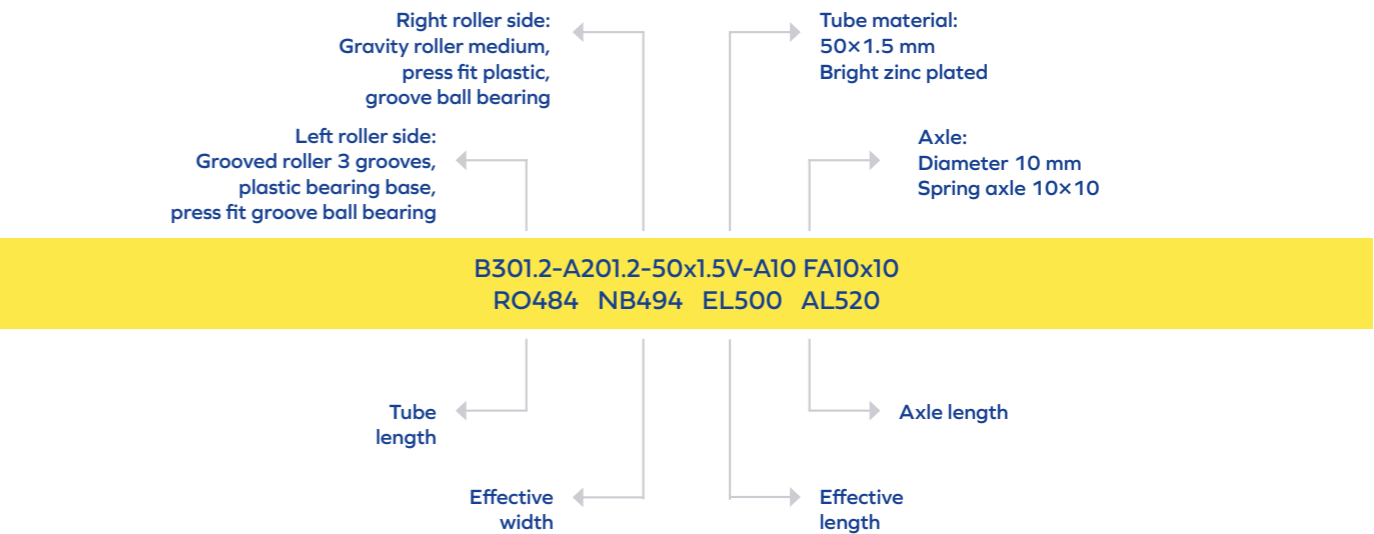 Right roller side:
Gravity roller medium,
press fit plastic,
groove ball bearing
Tube material:
50×1.5 mm
Bright zinc plated
Left roller side:
Grooved roller 3 grooves,
plastic bearing base,
press fit groove ball bearing
Axle:
Diameter 10 mm
Spring axle 10×10
B301.2-A201.2-50x1.5V-A10 FA10x10
RO484 NB494 EL500 AL520
Tube
length
Axle length
Effective
width
Effective
length